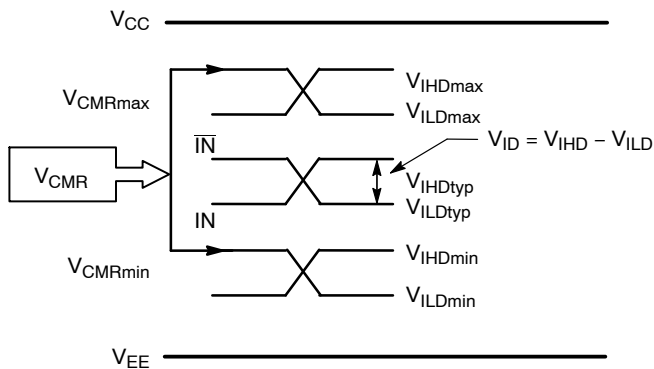 VCC
VIHDmax
VCMRmax
VILDmax
IN
VID = VIHD − VILD
VCMR
VIHDtyp
VILDtyp
IN
VIHDmin
VCMRmin
VILDmin
VEE